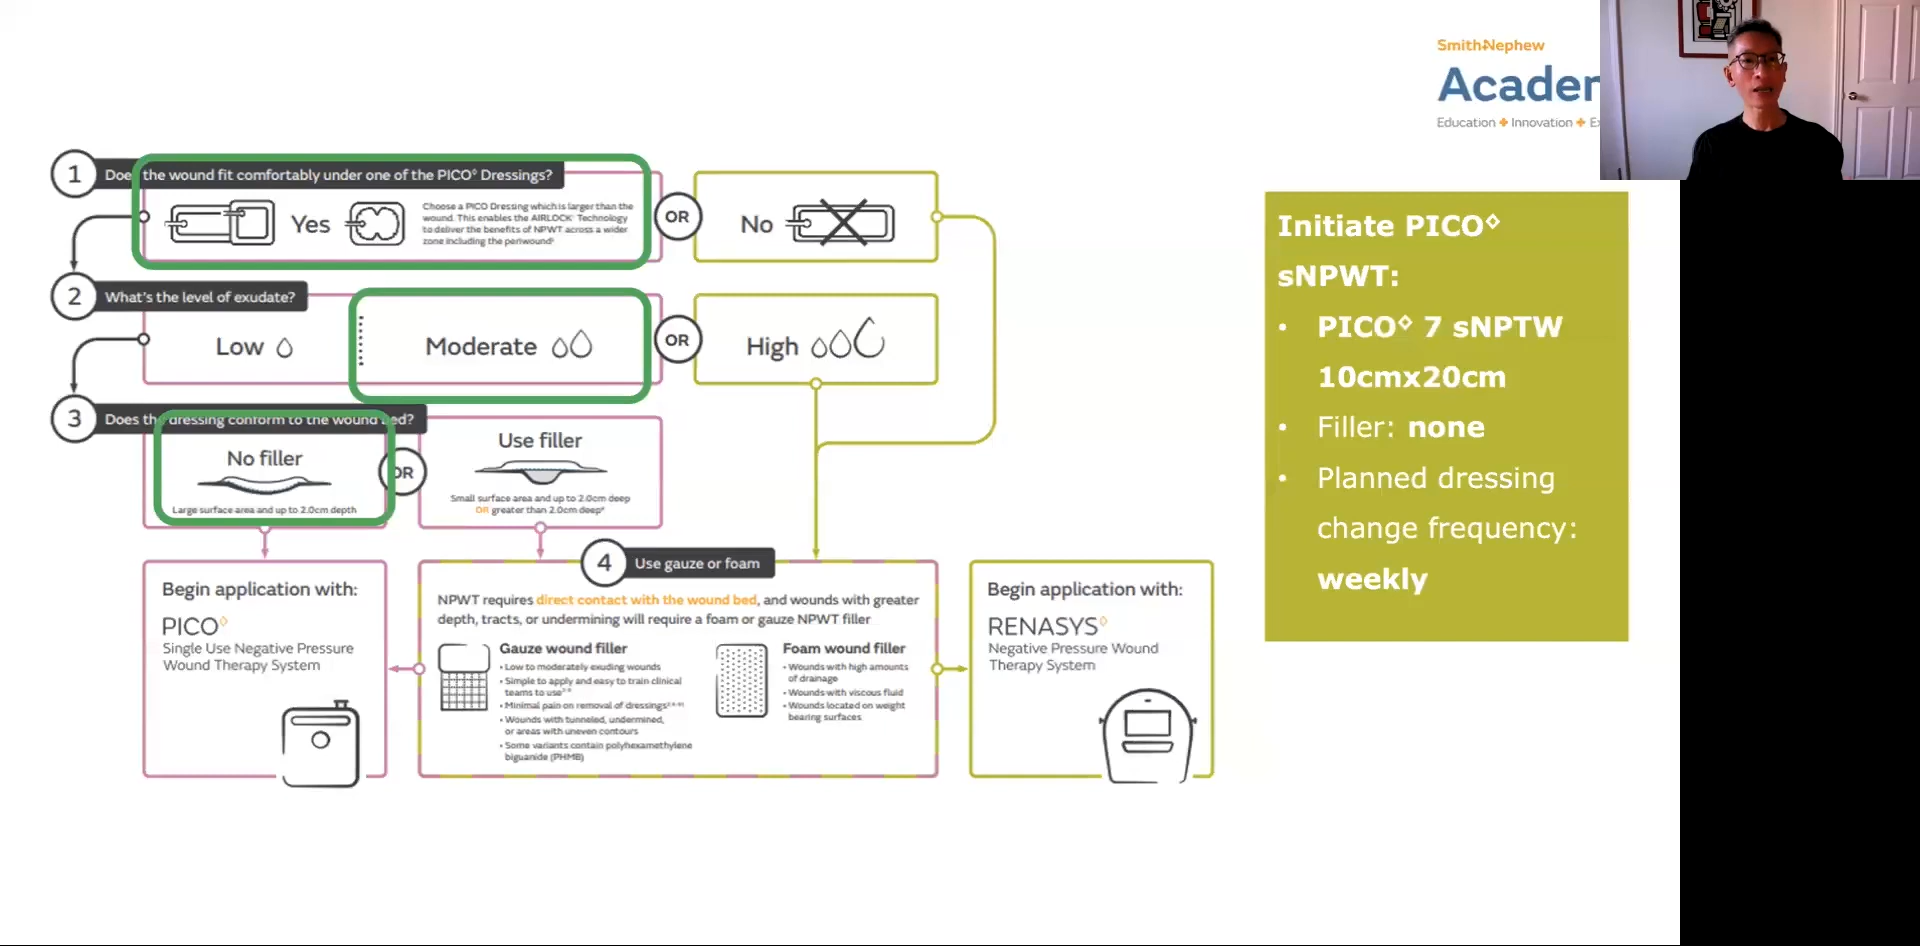 Smith+Nephew
Academ
Education + Innovation + E
1
Does the wound fit comfortably under one of the PICO◊ Dressings?
Yes
Choose a PICO Dressing which is larger than the
wound. This enables the AIRLOCK Technology
to deliver the benefits of NPWT across a wider
zone including the periwound
OR
No
2
What's the level of exudate?
Low
Moderate
OR
High
3
Does the dressing conform to the wound bed?
No filler
Large surface area and up to 2.0cm depth
OR
Use filler
Small surface area and up to 2.0cm deep
OR greater than 2.0cm deep
Begin application with:
PICO◊
Single Use Negative Pressure
Wound Therapy System
4
Use gauze or foam
NPWT requires direct contact with the wound bed, and wounds with greater
depth, tracts, or undermining will require a foam or gauze NPWT filler
Gauze wound filler
• Low to moderately exuding wounds
• Simple to apply and easy to train clinical
teams to use
• Minimal pain on removal of dressings
• Wounds with tunneled, undermined,
or areas with uneven contours
• Some variants contain polyhexamethylene
biguanide (PHMB)
Foam wound filler
• Wounds with high amounts
of drainage
• Wounds with viscous fluid
• Wounds located on weight
bearing surfaces
Begin application with:
RENASYS◊
Negative Pressure Wound
Therapy System
Initiate PICO◊
sNPWT:
• PICO◊ 7 sNPTW
10cmx20cm
• Filler: none
• Planned dressing
change frequency:
weekly